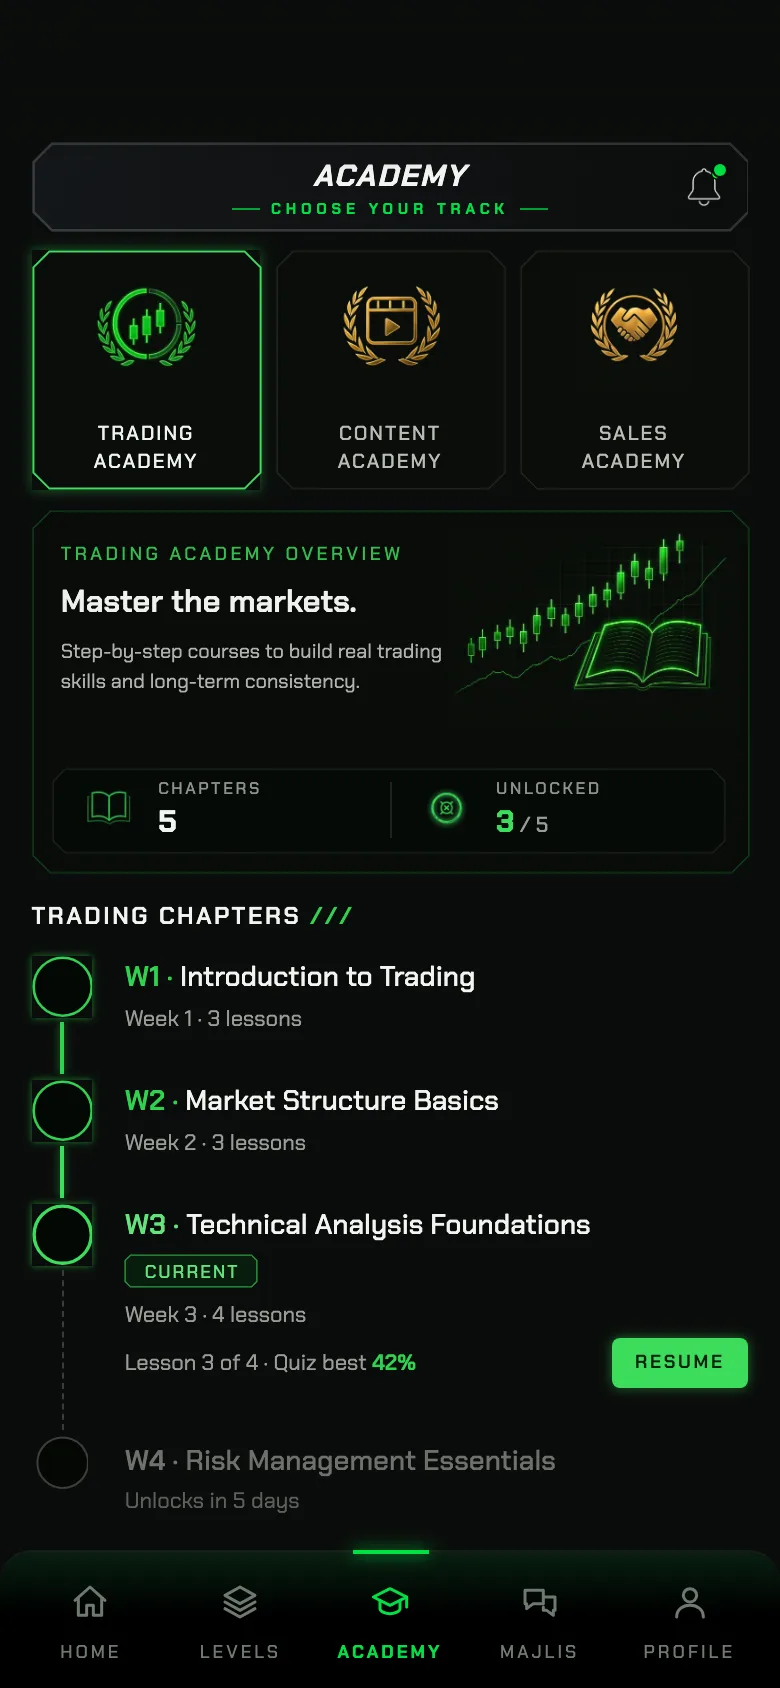 ACADEMY
CHOOSE YOUR TRACK
TRADING
ACADEMY
CONTENT
ACADEMY
SALES
ACADEMY
TRADING ACADEMY OVERVIEW
Master the markets.
Step-by-step courses to build real trading
skills and long-term consistency.
CHAPTERS
5
UNLOCKED
3 / 5
TRADING CHAPTERS ///
W1 · Introduction to Trading
Week 1 · 3 lessons
W2 · Market Structure Basics
Week 2 · 3 lessons
W3 · Technical Analysis Foundations
CURRENT
Week 3 · 4 lessons
Lesson 3 of 4 · Quiz best 42%
RESUME
W4 · Risk Management Essentials
Unlocks in 5 days
HOME
LEVELS
ACADEMY
MAJLIS
PROFILE